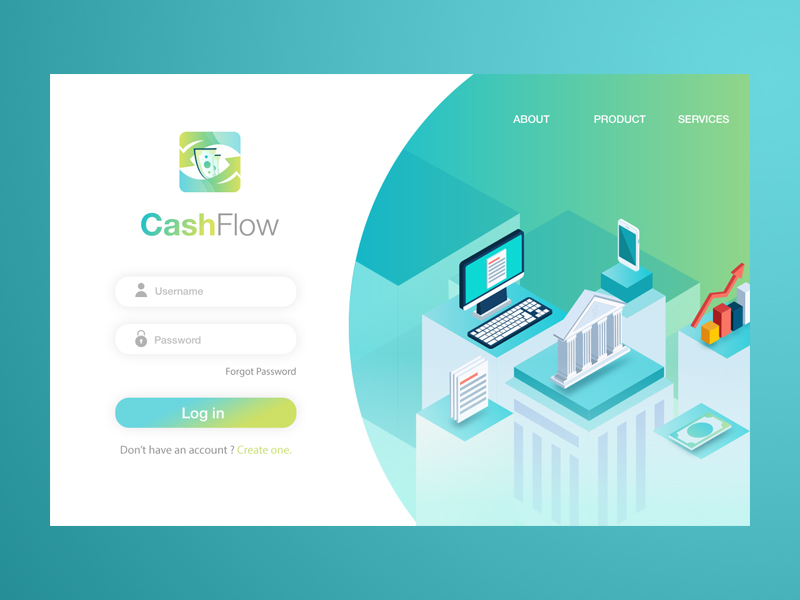 ABOUT PRODUCT SERVICES
CashFlow
Username
Password
Forgot Password
Log in
Don't have an account ? Create one.